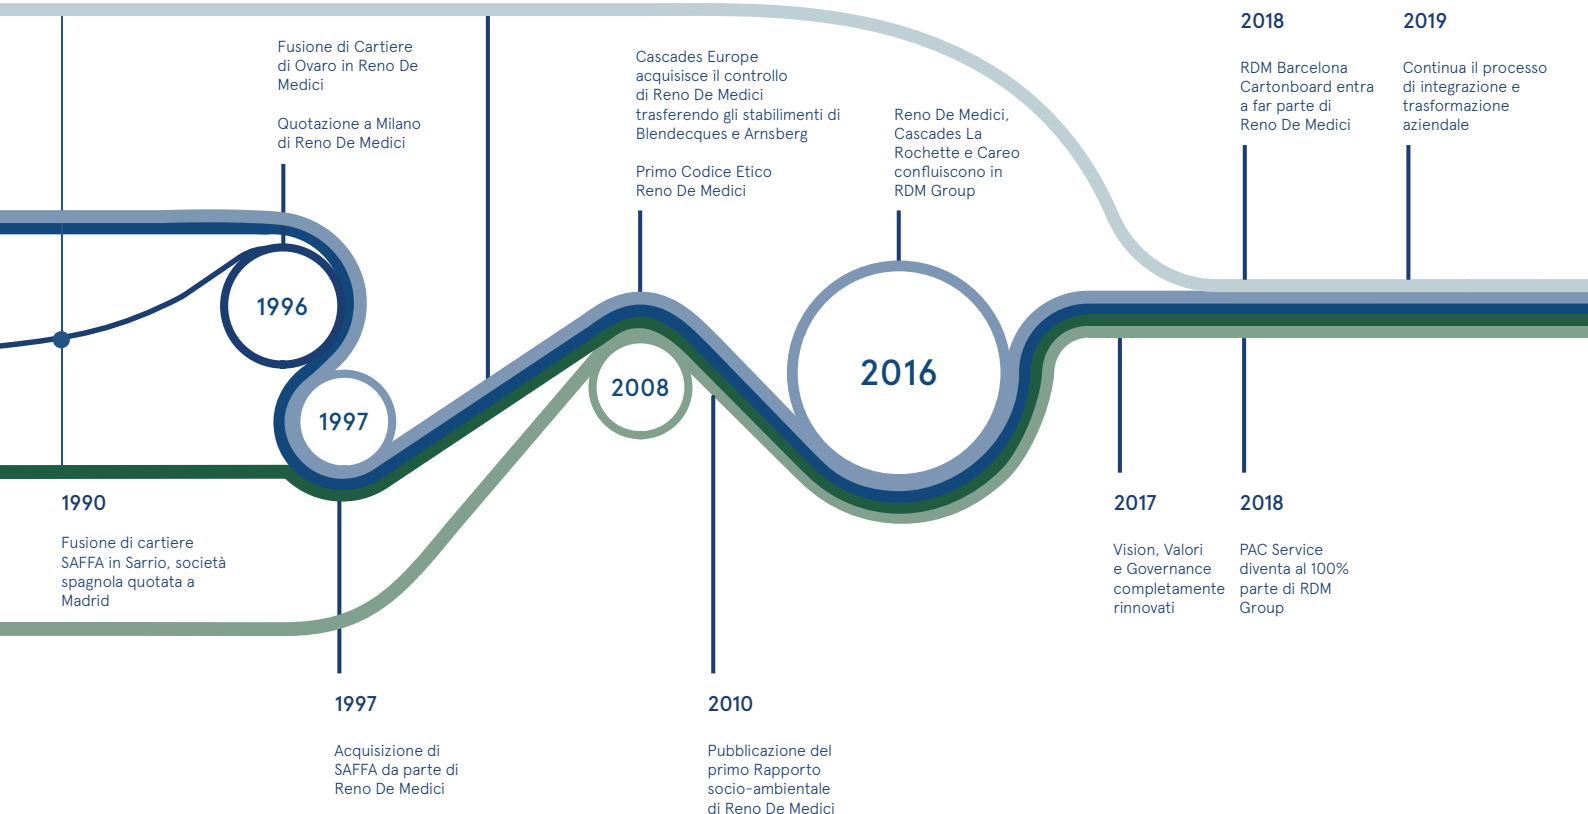 Fusione di Cartiere
di Ovaro in Reno De
Medici
Quotazione a Milano
di Reno De Medici
1996
1997
1990
Fusione di cartiere
SAFFA in Sarrio, società
spagnola quotata a
Madrid
1997
Acquisizione di
SAFFA da parte di
Reno De Medici
Cascades Europe
acquisisce il controllo
di Reno De Medici
trasferendo gli stabilimenti di
Blendecques e Arnsberg
Primo Codice Etico
Reno De Medici
2008
2010
Pubblicazione del
primo Rapporto
socio-ambientale
di Reno De Medici
Reno De Medici,
Cascades La
Rochette e Careo
confluiscono in
RDM Group
2016
2017
Vision, Valori
e Governance
completamente
rinnovati
2018
RDM Barcelona
Cartonboard entra
a far parte di
Reno De Medici
2018
PAC Service
diventa al 100%
parte di RDM
Group
2019
Continua il processo
di integrazione e
trasformazione
aziendale